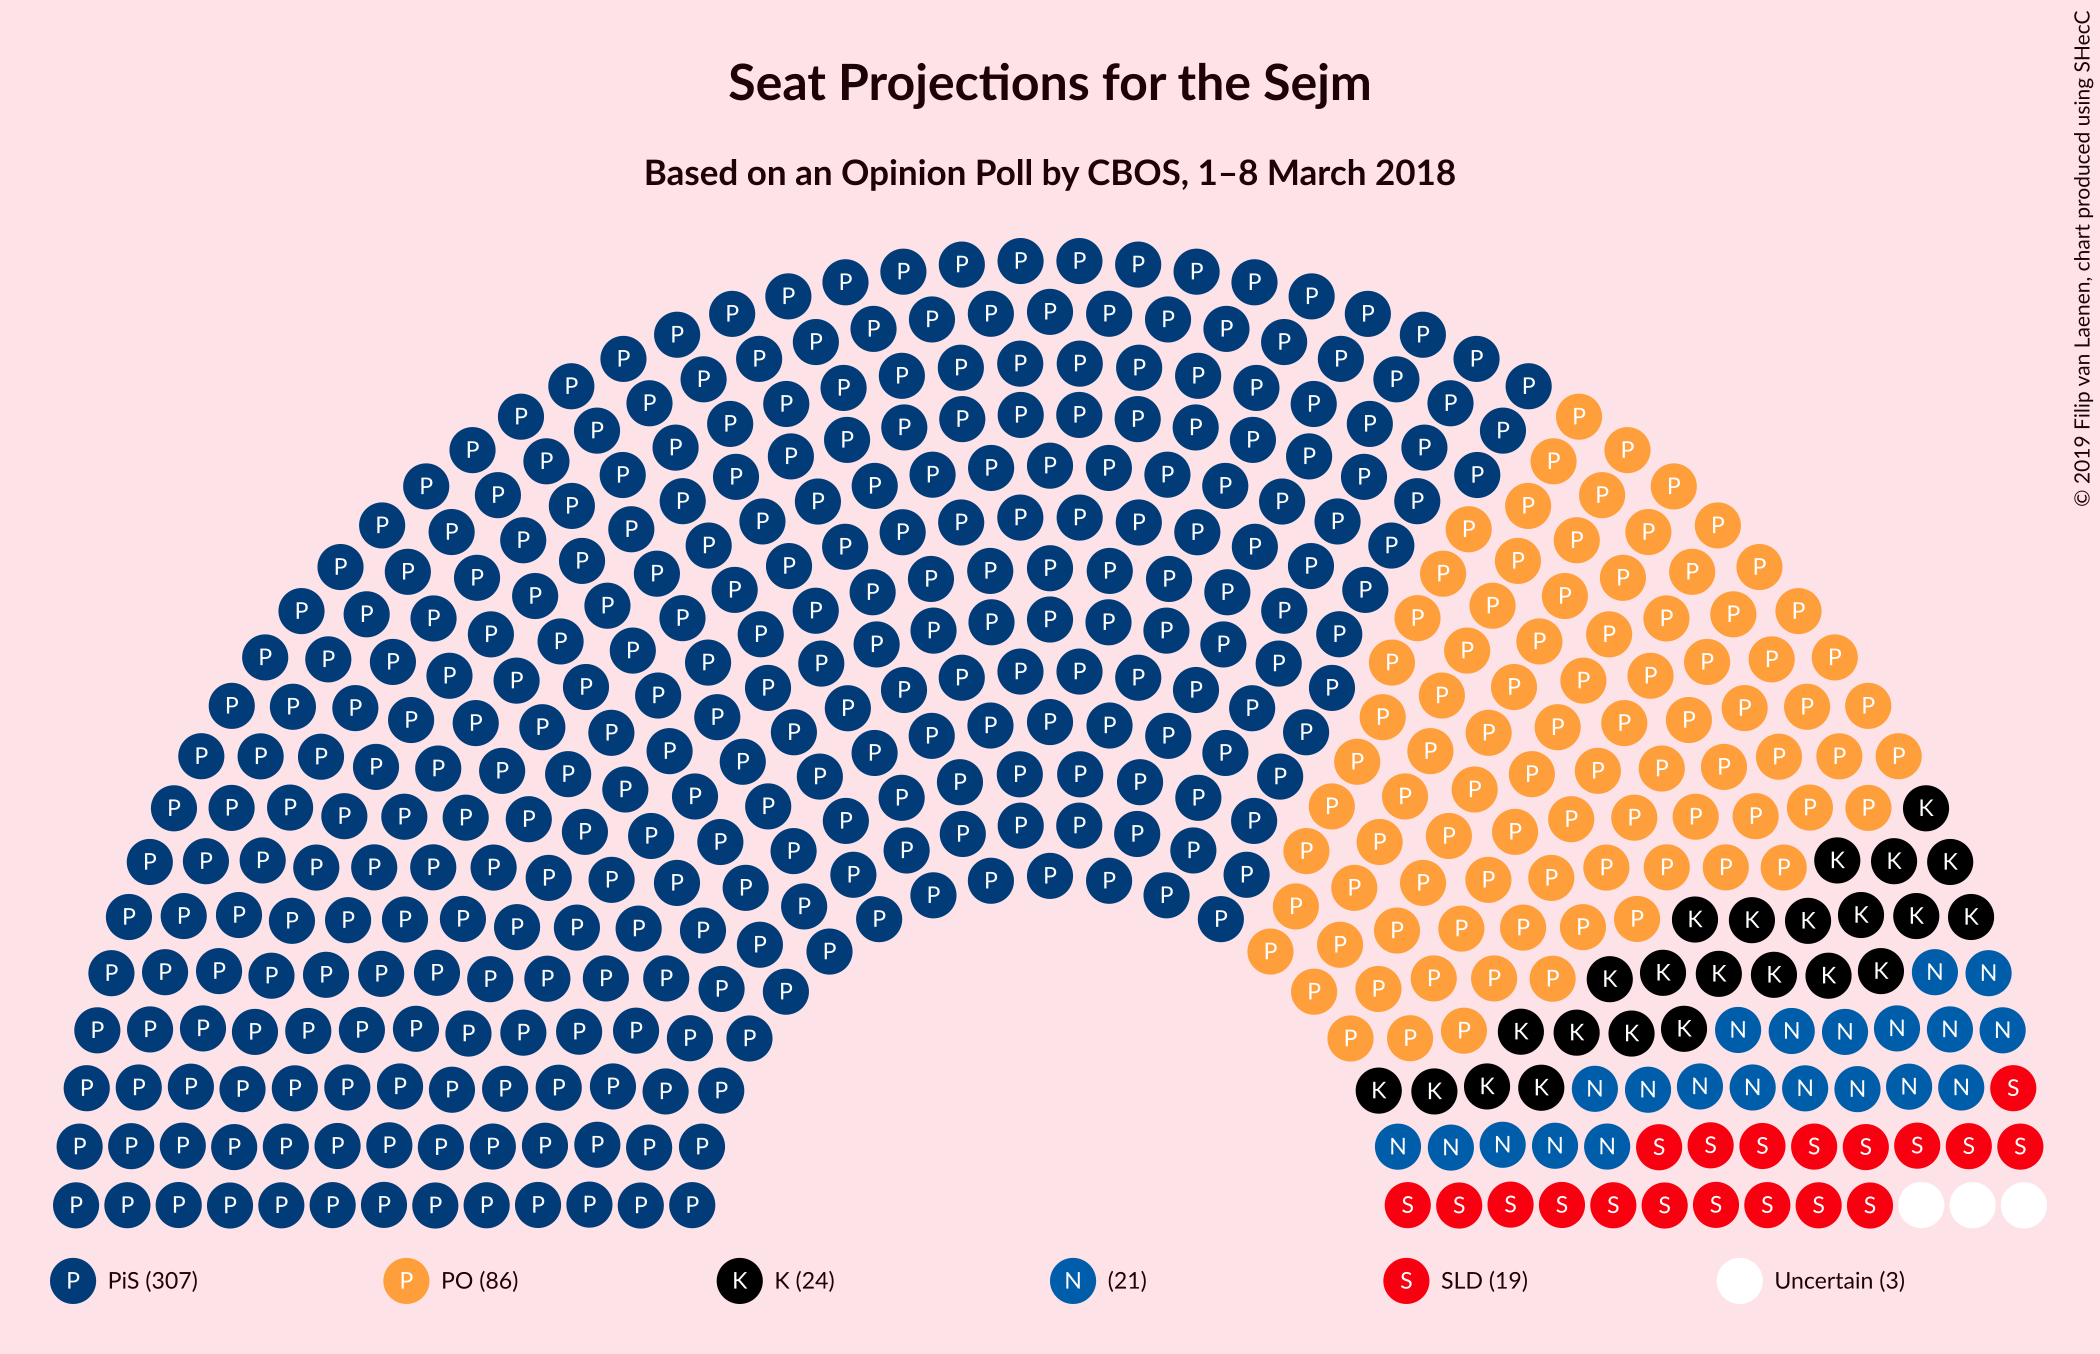 Seat Projections for the Sejm
Based on an Opinion Poll by CBOS, 1–8 March 2018
© 2019 Filip van Laenen, chart produced using SHecC
P PiS (307) P PO (86) K K (24) N (21) S SLD (19) Uncertain (3)